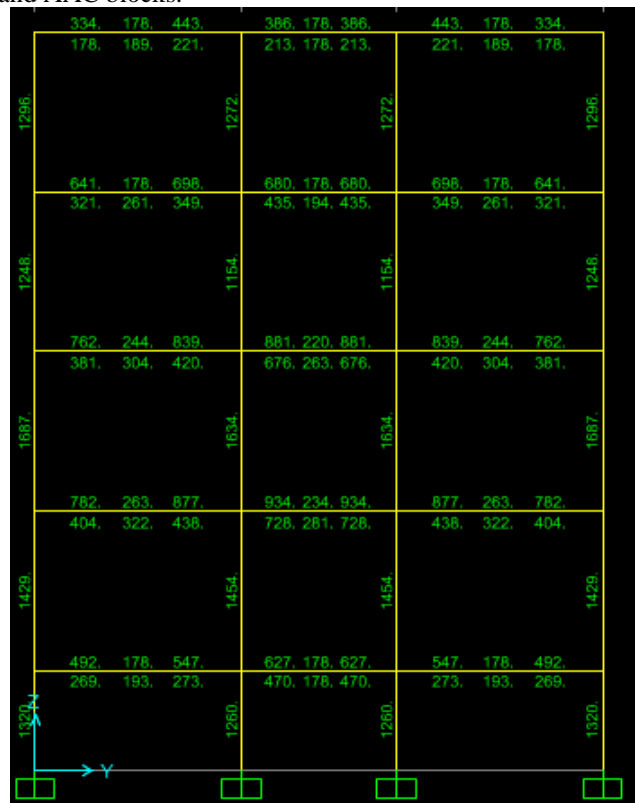 and AAC blocks.
334. 178. 443. 386. 178. 386. 443. 178. 334.
178. 189. 221. 213. 178. 213. 221. 189. 178.
1296. 1272. 1272. 1296.
641. 178. 698. 680. 178. 680. 698. 178. 641.
321. 261. 349. 435. 194. 435. 349. 261. 321.
1248. 1154. 1154. 1248.
762. 244. 839. 881. 220. 881. 839. 244. 762.
381. 304. 420. 676. 263. 676. 420. 304. 381.
1687. 1634. 1634. 1687.
782. 263. 877. 934. 234. 934. 877. 263. 782.
404. 322. 438. 728. 281. 728. 438. 322. 404.
1429. 1454. 1454. 1429.
492. 178. 547. 627. 178. 627. 547. 178. 492.
269. 193. 273. 470. 178. 470. 273. 193. 269.
Z
1320. 1260. 1260. 1320.
Y